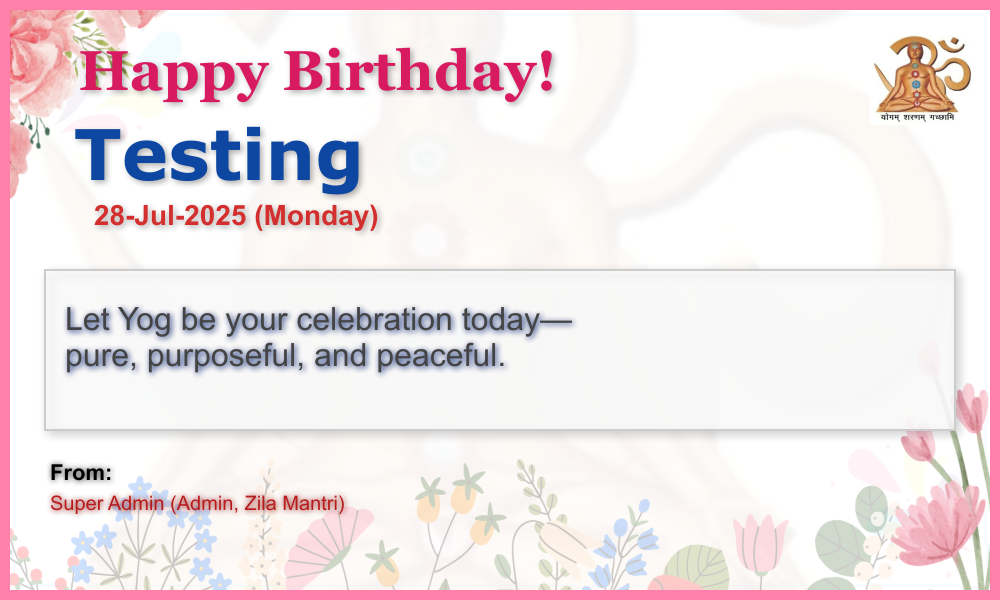 Happy Birthday!
योगम् शरणम् गच्छामि
Testing
28-Jul-2025 (Monday)
Let Yog be your celebration today—
pure, purposeful, and peaceful.
From:
Super Admin (Admin, Zila Mantri)